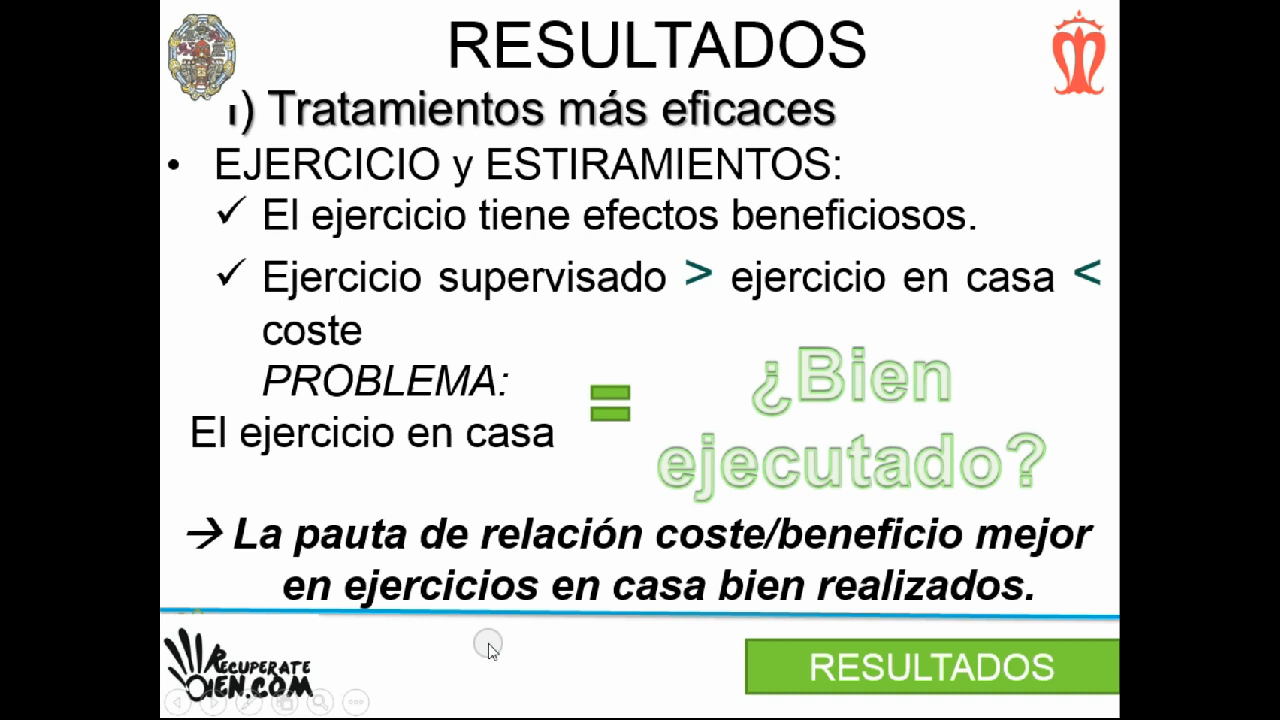 RESULTADOS
1) Tratamientos más eficaces
• EJERCICIO y ESTIRAMIENTOS:
✓ El ejercicio tiene efectos beneficiosos.
✓ Ejercicio supervisado > ejercicio en casa <
coste
PROBLEMA:
El ejercicio en casa
=
¿Bien
ejecutado?
→ La pauta de relación coste/beneficio mejor
en ejercicios en casa bien realizados.
RECUPERATE
BIEN.COM
RESULTADOS